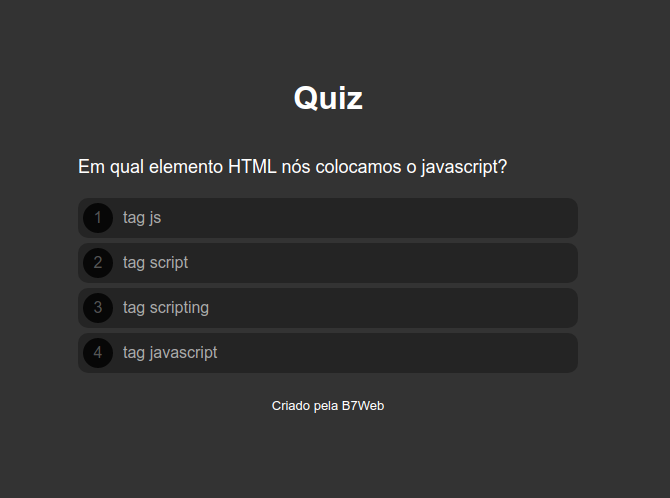 Quiz
Em qual elemento HTML nós colocamos o javascript?
1 tag js
2 tag script
3 tag scripting
4 tag javascript
Criado pela B7Web